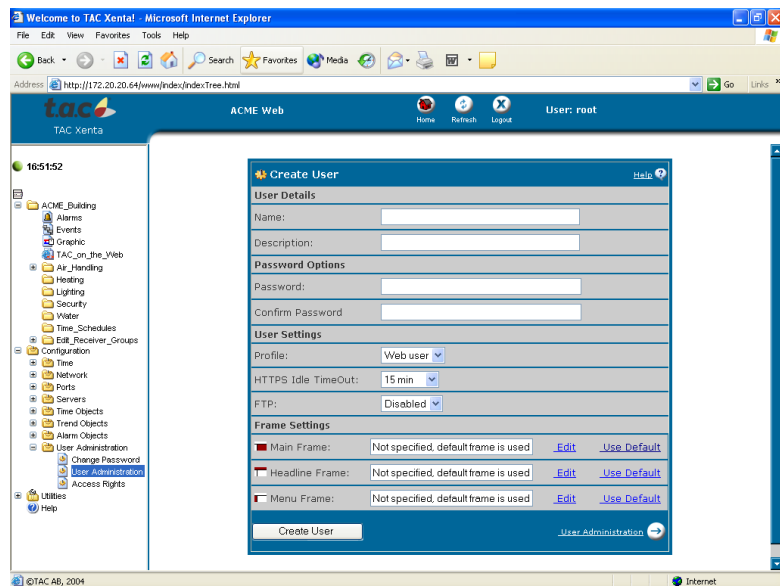 Welcome to TAC Xenta! - Microsoft Internet Explorer
File Edit View Favorites Tools Help
Back Search Favorites Media
Address http://172.20.20.64/www/index/indexTree.html Go Links »
t.a.c
TAC Xenta
ACME Web
Home Refresh Logout
User: root
16:51:52
ACME_Building
Alarms
Events
Graphic
TAC_on_the_Web
Air_Handling
Heating
Lighting
Security
Water
Time_Schedules
Edit_Receiver_Groups
Configuration
Time
Network
Ports
Servers
Time Objects
Trend Objects
Alarm Objects
User Administration
Change Password
User Administration
Access Rights
Utilities
Help
Create User Help
User Details
Name:
Description:
Password Options
Password:
Confirm Password
User Settings
Profile: Web user
HTTPS Idle TimeOut: 15 min
FTP: Disabled
Frame Settings
Main Frame: Not specified, default frame is used Edit Use Default
Headline Frame: Not specified, default frame is used Edit Use Default
Menu Frame: Not specified, default frame is used Edit Use Default
Create User User Administration
©TAC AB, 2004 Internet